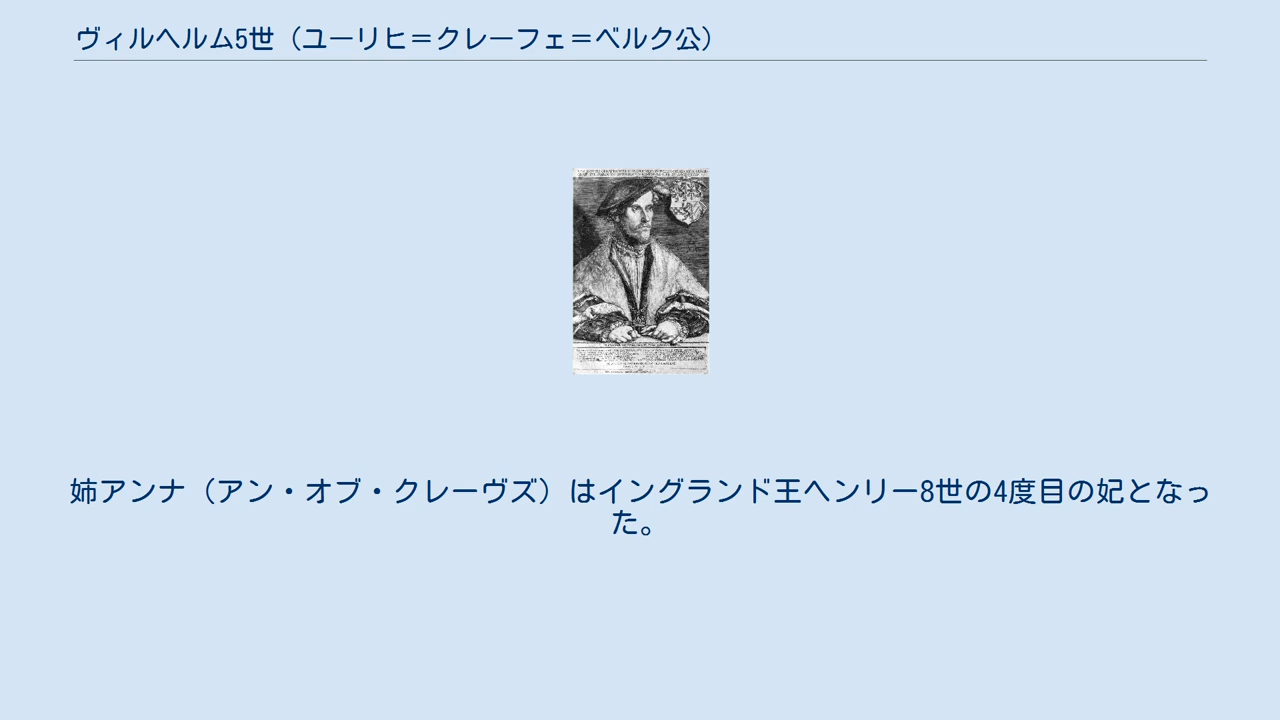 ヴィルヘルム5世（ユーリヒ＝クレーフェ＝ベルク公）
姉アンナ（アン・オブ・クレーヴズ）はイングランド王ヘンリー8世の4度目の妃となっ
た。